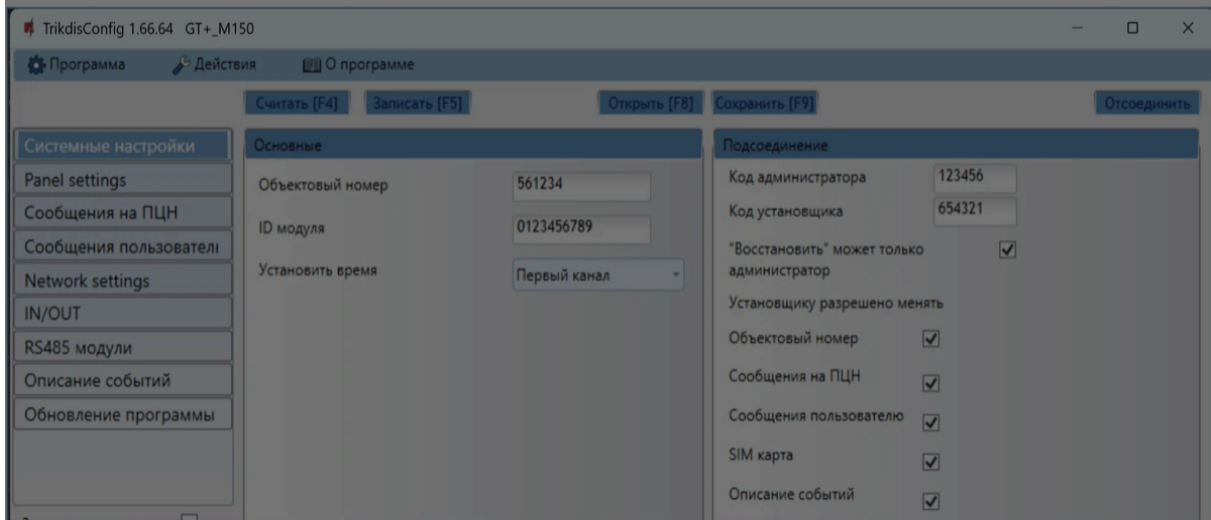 TrikdisConfig 1.66.64 GT+_M150
Программа Действия О программе
Считать [F4] Записать [F5] Открыть [F8] Сохранить [F9] Отсоединить
Системные настройки
Panel settings
Сообщения на ПЦН
Сообщения пользователю
Network settings
IN/OUT
RS485 модули
Описание событий
Обновление программы
Основные
Объектовый номер 561234
ID модуля 0123456789
Установить время Первый канал
Подсоединение
Код администратора 123456
Код установщика 654321
"Восстановить" может только
администратор
Установщику разрешено менять
Объектовый номер
Сообщения на ПЦН
Сообщения пользователю
SIM карта
Описание событий